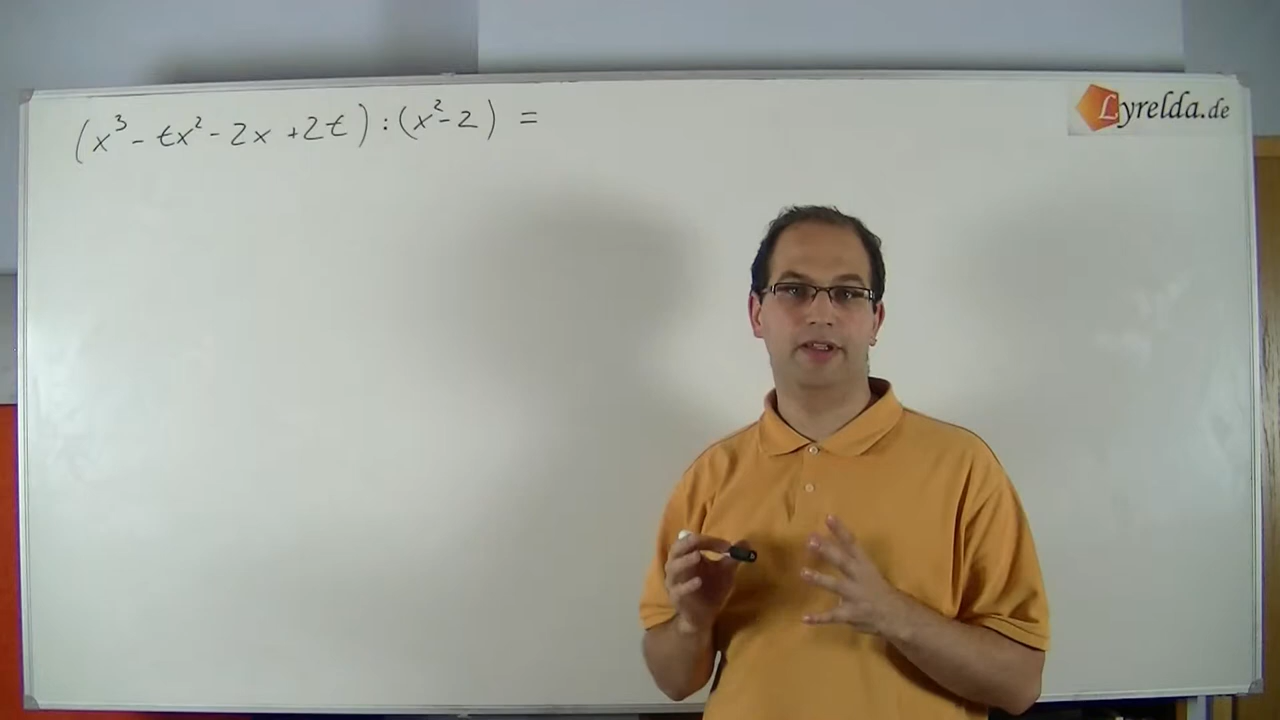 (x³ - tx² - 2x + 2t) : (x² - 2) =
Lyrelda.de